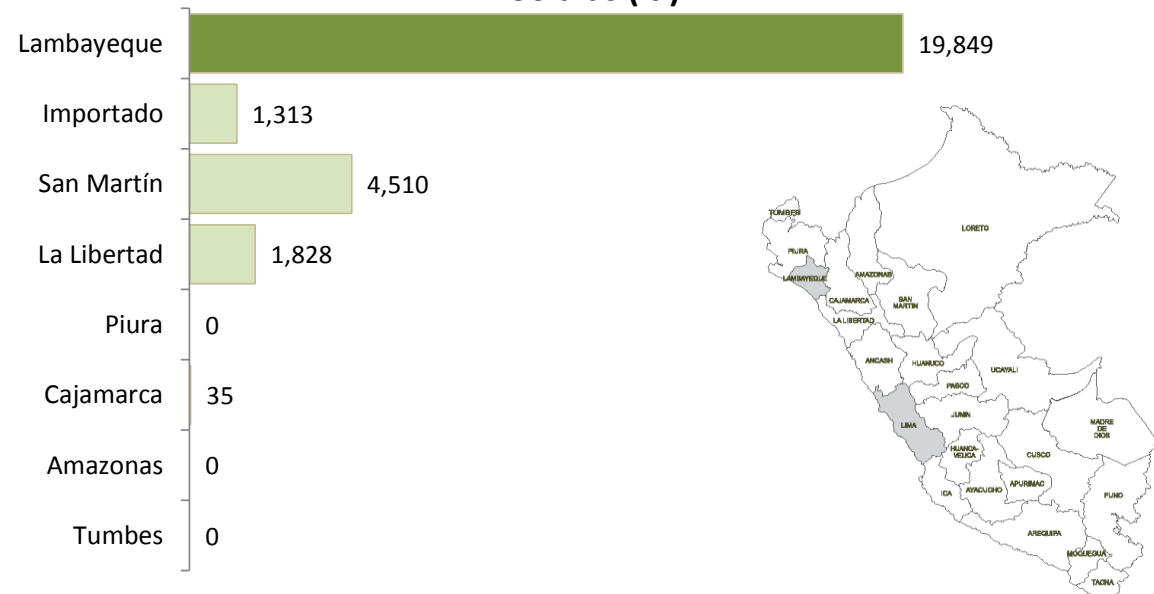 Lambayeque 19,849
Importado 1,313
San Martín 4,510
La Libertad 1,828
Piura 0
Cajamarca 35
Amazonas 0
Tumbes 0
TUMBES
PIURA
LORETO
LAMBAYEQUE
AMAZONAS
CAJAMARCA
SAN
MARTIN
LA LIBERTAD
ANCASH
HUANUCO
UCAYALI
PASCO
LIMA
JUNIN
MADRE
DE
DIOS
HUANCA-
VELICA
CUSCO
ICA
AYACUCHO
APURIMAC
PUNO
AREQUIPA
MOQUEGUA
TACNA